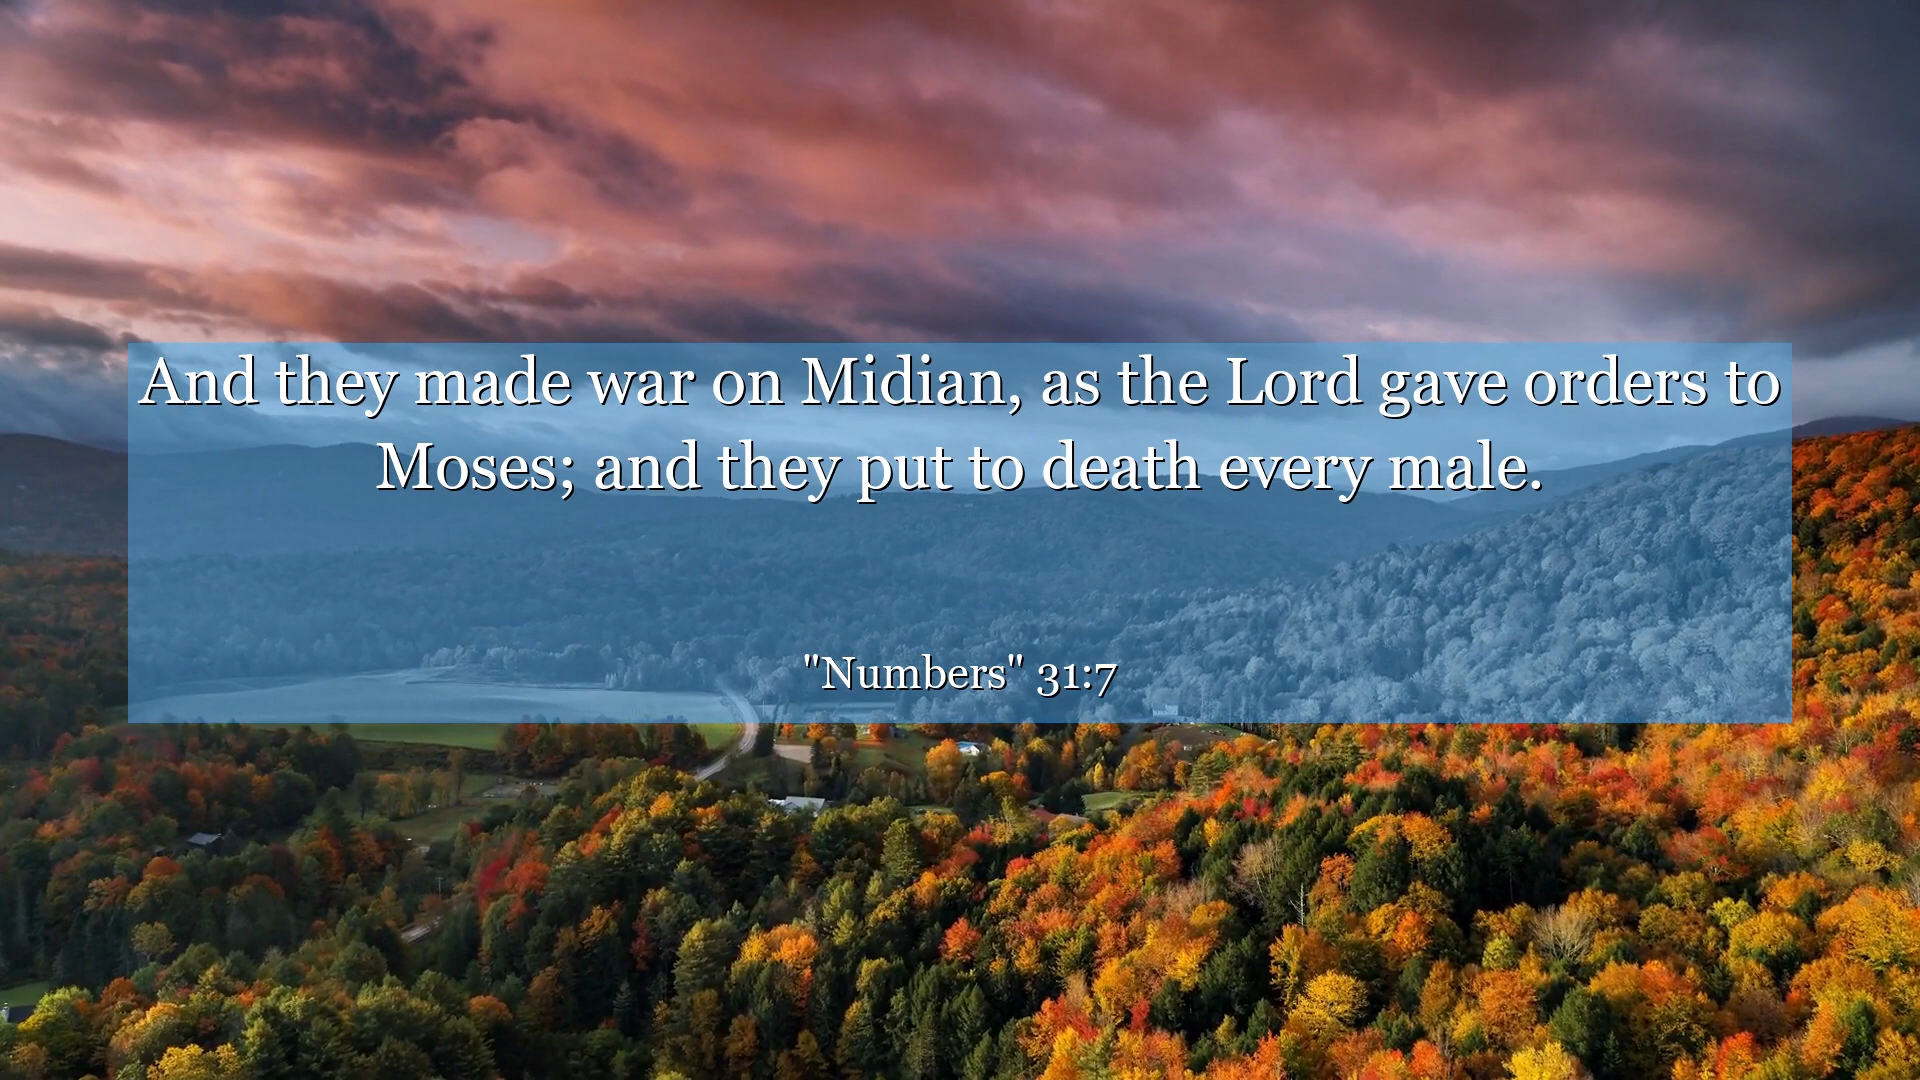 And they made war on Midian, as the Lord gave orders to
Moses; and they put to death every male.
"Numbers" 31:7